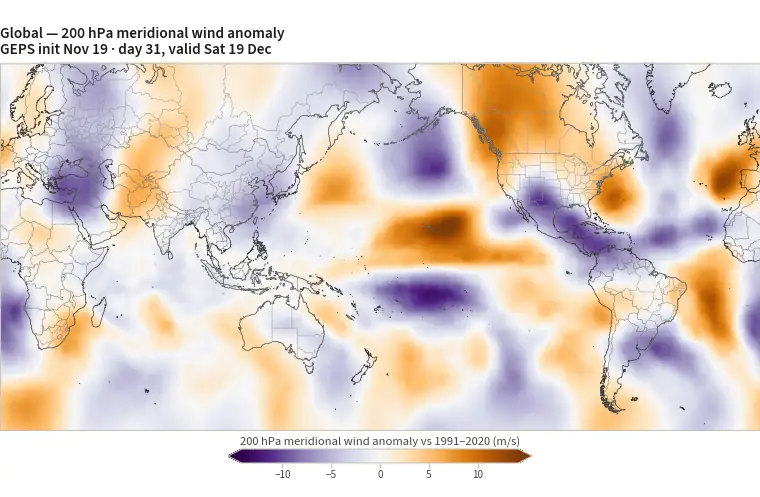 Global — 200 hPa meridional wind anomaly
GEPS init Nov 19 · day 31, valid Sat 19 Dec
200 hPa meridional wind anomaly vs 1991–2020 (m/s)
−10 −5 0 5 10